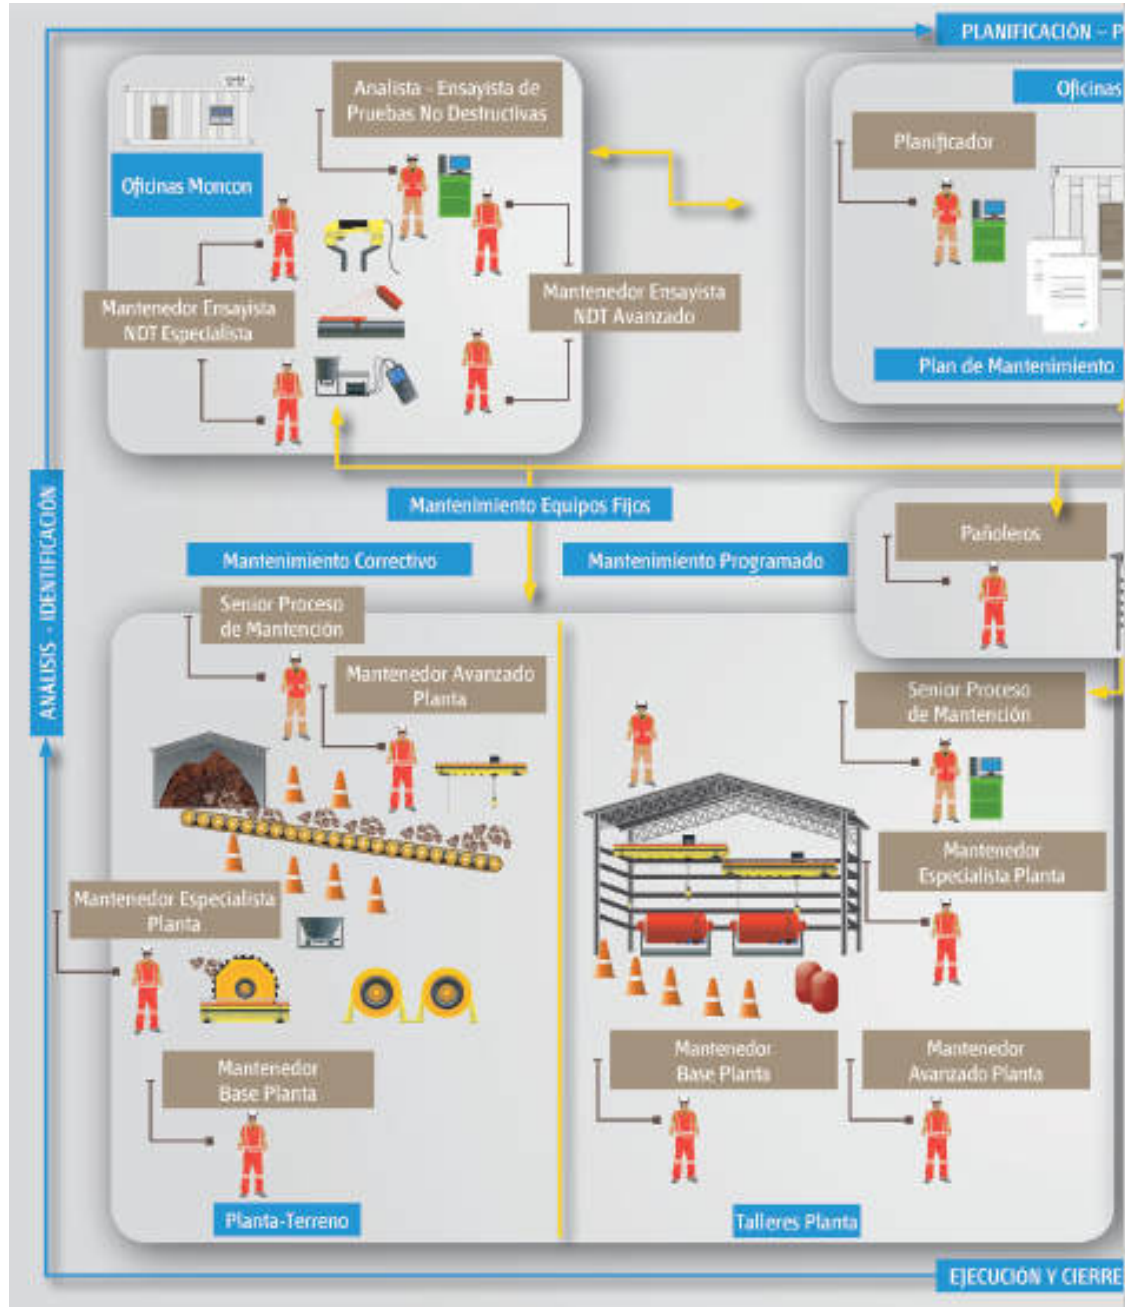 PLANIFICACIÓN – P
Analista - Ensayista de
Pruebas No Destructivas
Oficinas Moncon
Mantenedor Ensayista
NDT Especialista
Mantenedor Ensayista
NDT Avanzado
Oficinas
Planificador
Plan de Mantenimiento
ANÁLISIS - IDENTIFICACIÓN
Mantenimiento Equipos Fijos
Mantenimiento Correctivo
Mantenimiento Programado
Pañoleros
Senior Proceso
de Mantención
Mantenedor Avanzado
Planta
Mantenedor Especialista
Planta
Mantenedor
Base Planta
Planta-Terreno
Senior Proceso
de Mantención
Mantenedor
Especialista Planta
Mantenedor
Base Planta
Mantenedor
Avanzado Planta
Talleres Planta
EJECUCIÓN Y CIERRE